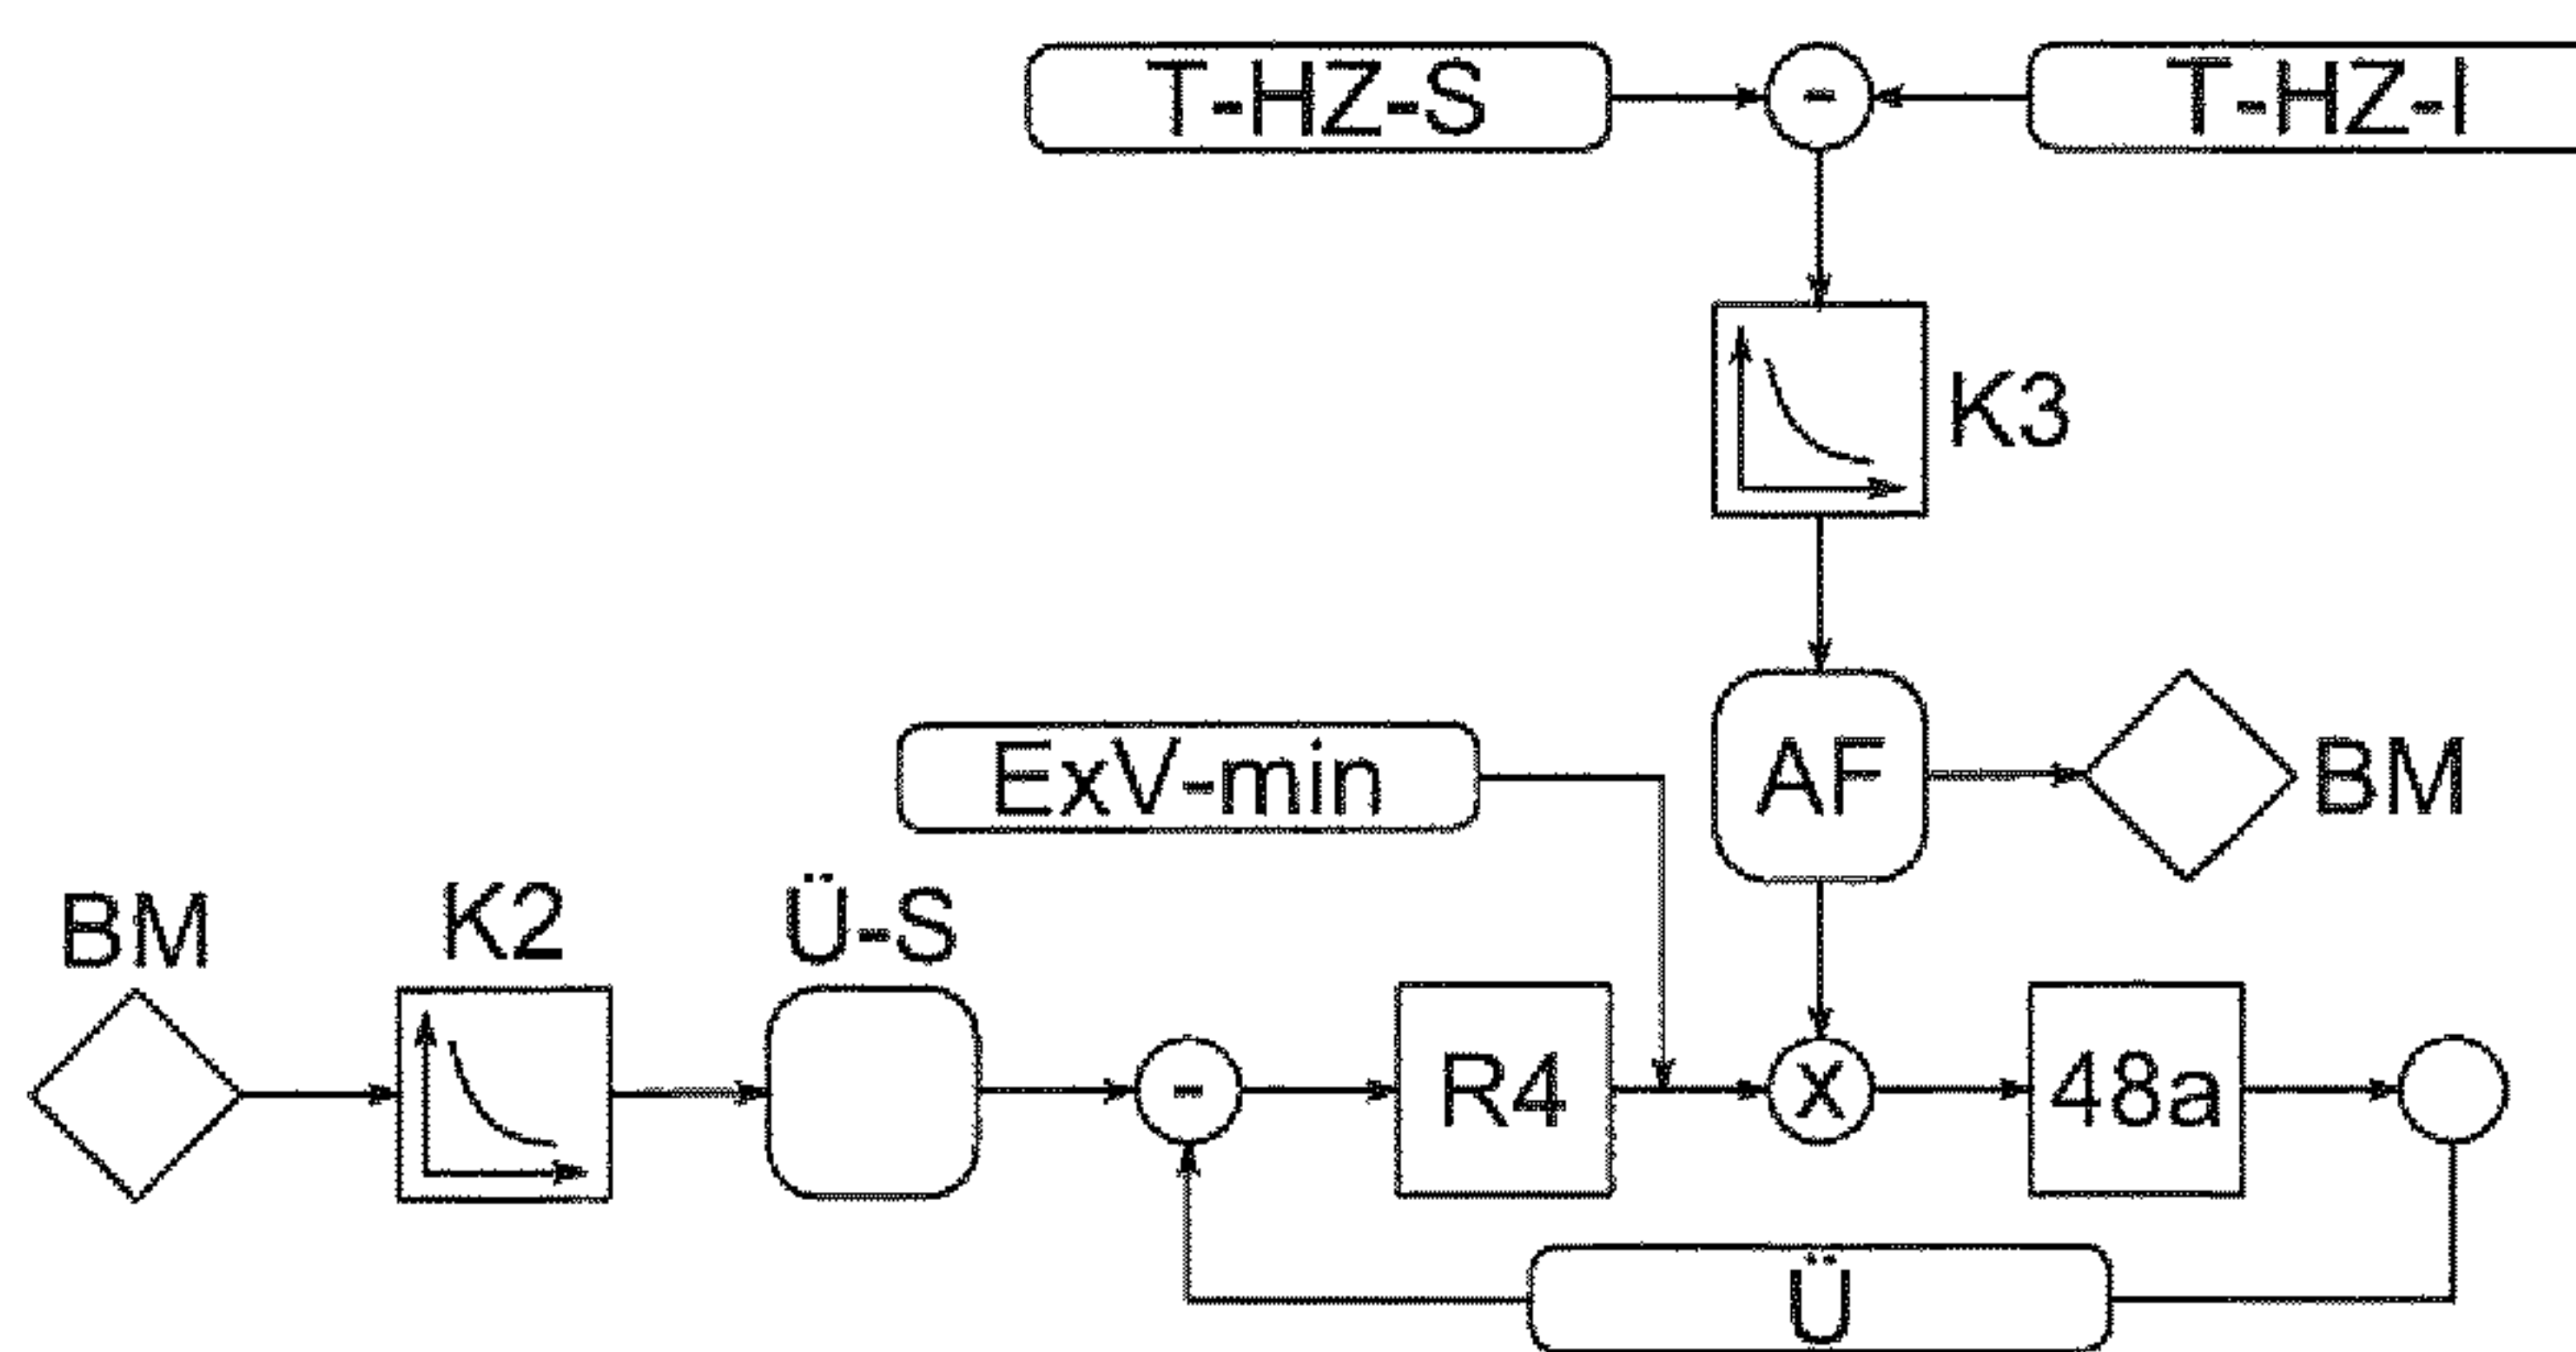 T-HZ-S
-
T-HZ-I
K3
ExV-min
AF
BM
BM
K2
Ü-S
-
R4
X
48a
Ü